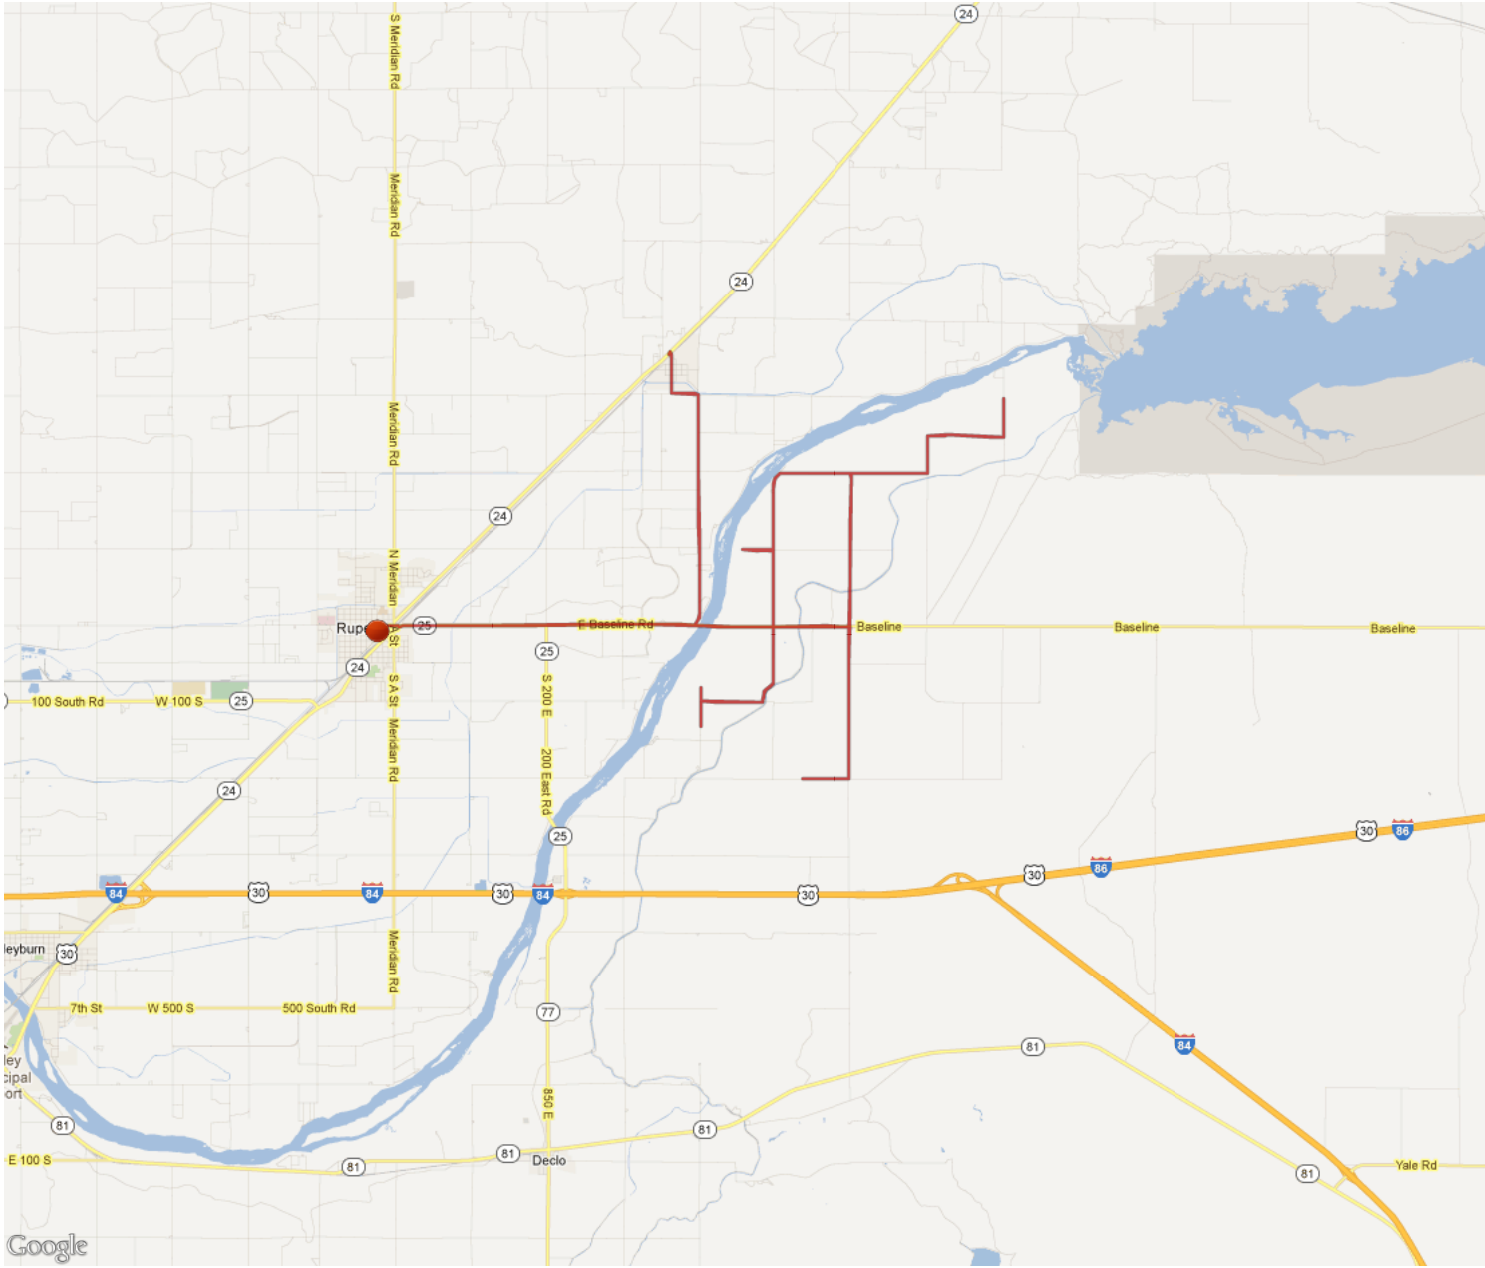 24
S Meridian Rd
Meridian Rd
24
Meridian Rd
24
N Meridian
Rup
25
E Baseline Rd
Baseline
Baseline
Baseline
A St
25
24
S A St
S 200 E
100 South Rd
W 100 S
25
Meridian Rd
200 East Rd
24
25
30
86
86
30
84
30
84
30
84
30
Meridian Rd
leyburn
30
7th St
W 500 S
500 South Rd
77
81
84
ley
cipal
ort
850 E
81
81
81
E 100 S
81
Declo
81
Yale Rd
Google